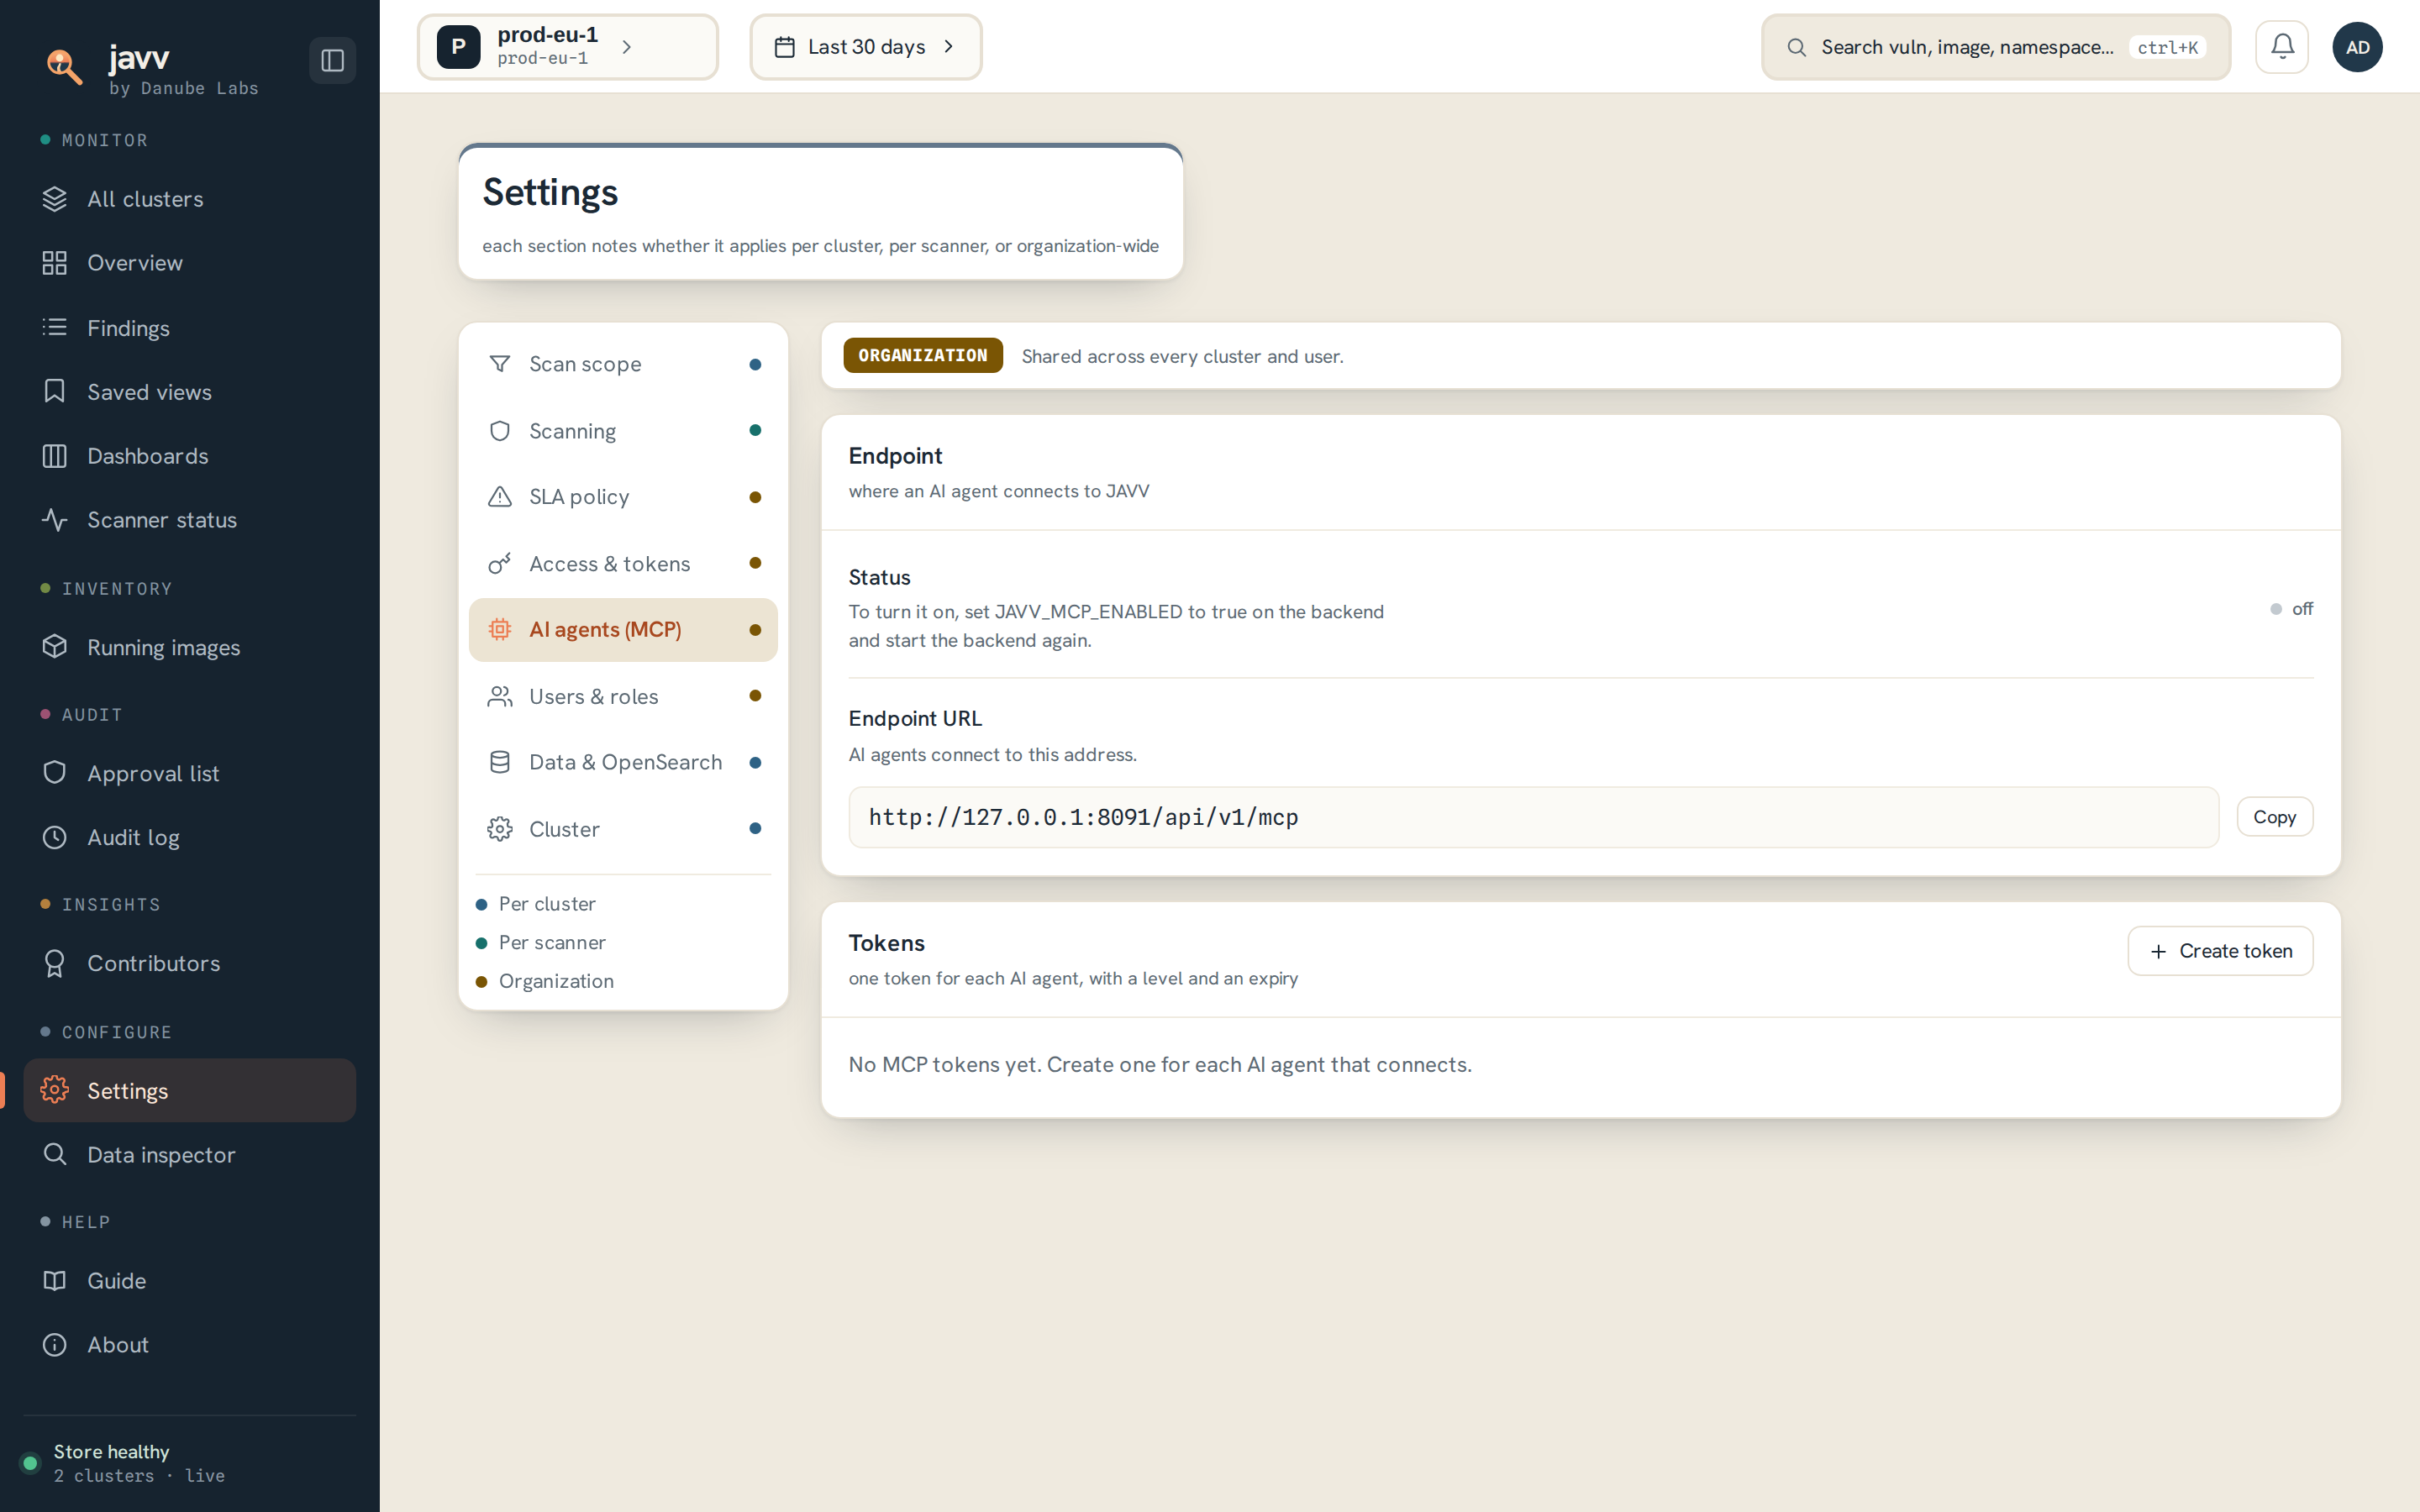 javv
by Danube Labs
MONITOR
All clusters
Overview
Findings
Saved views
Dashboards
Scanner status
INVENTORY
Running images
AUDIT
Approval list
Audit log
INSIGHTS
Contributors
CONFIGURE
Settings
Data inspector
HELP
Guide
About
Store healthy
2 clusters · live
P
prod-eu-1
prod-eu-1
Last 30 days
Search vuln, image, namespace...
ctrl+K
AD
Settings
each section notes whether it applies per cluster, per scanner, or organization-wide
Scan scope
Scanning
SLA policy
Access & tokens
AI agents (MCP)
Users & roles
Data & OpenSearch
Cluster
Per cluster
Per scanner
Organization
ORGANIZATION
Shared across every cluster and user.
Endpoint
where an AI agent connects to JAVV
Status
To turn it on, set JAVV_MCP_ENABLED to true on the backend
and start the backend again.
off
Endpoint URL
AI agents connect to this address.
http://127.0.0.1:8091/api/v1/mcp
Copy
Tokens
one token for each AI agent, with a level and an expiry
Create token
No MCP tokens yet. Create one for each AI agent that connects.